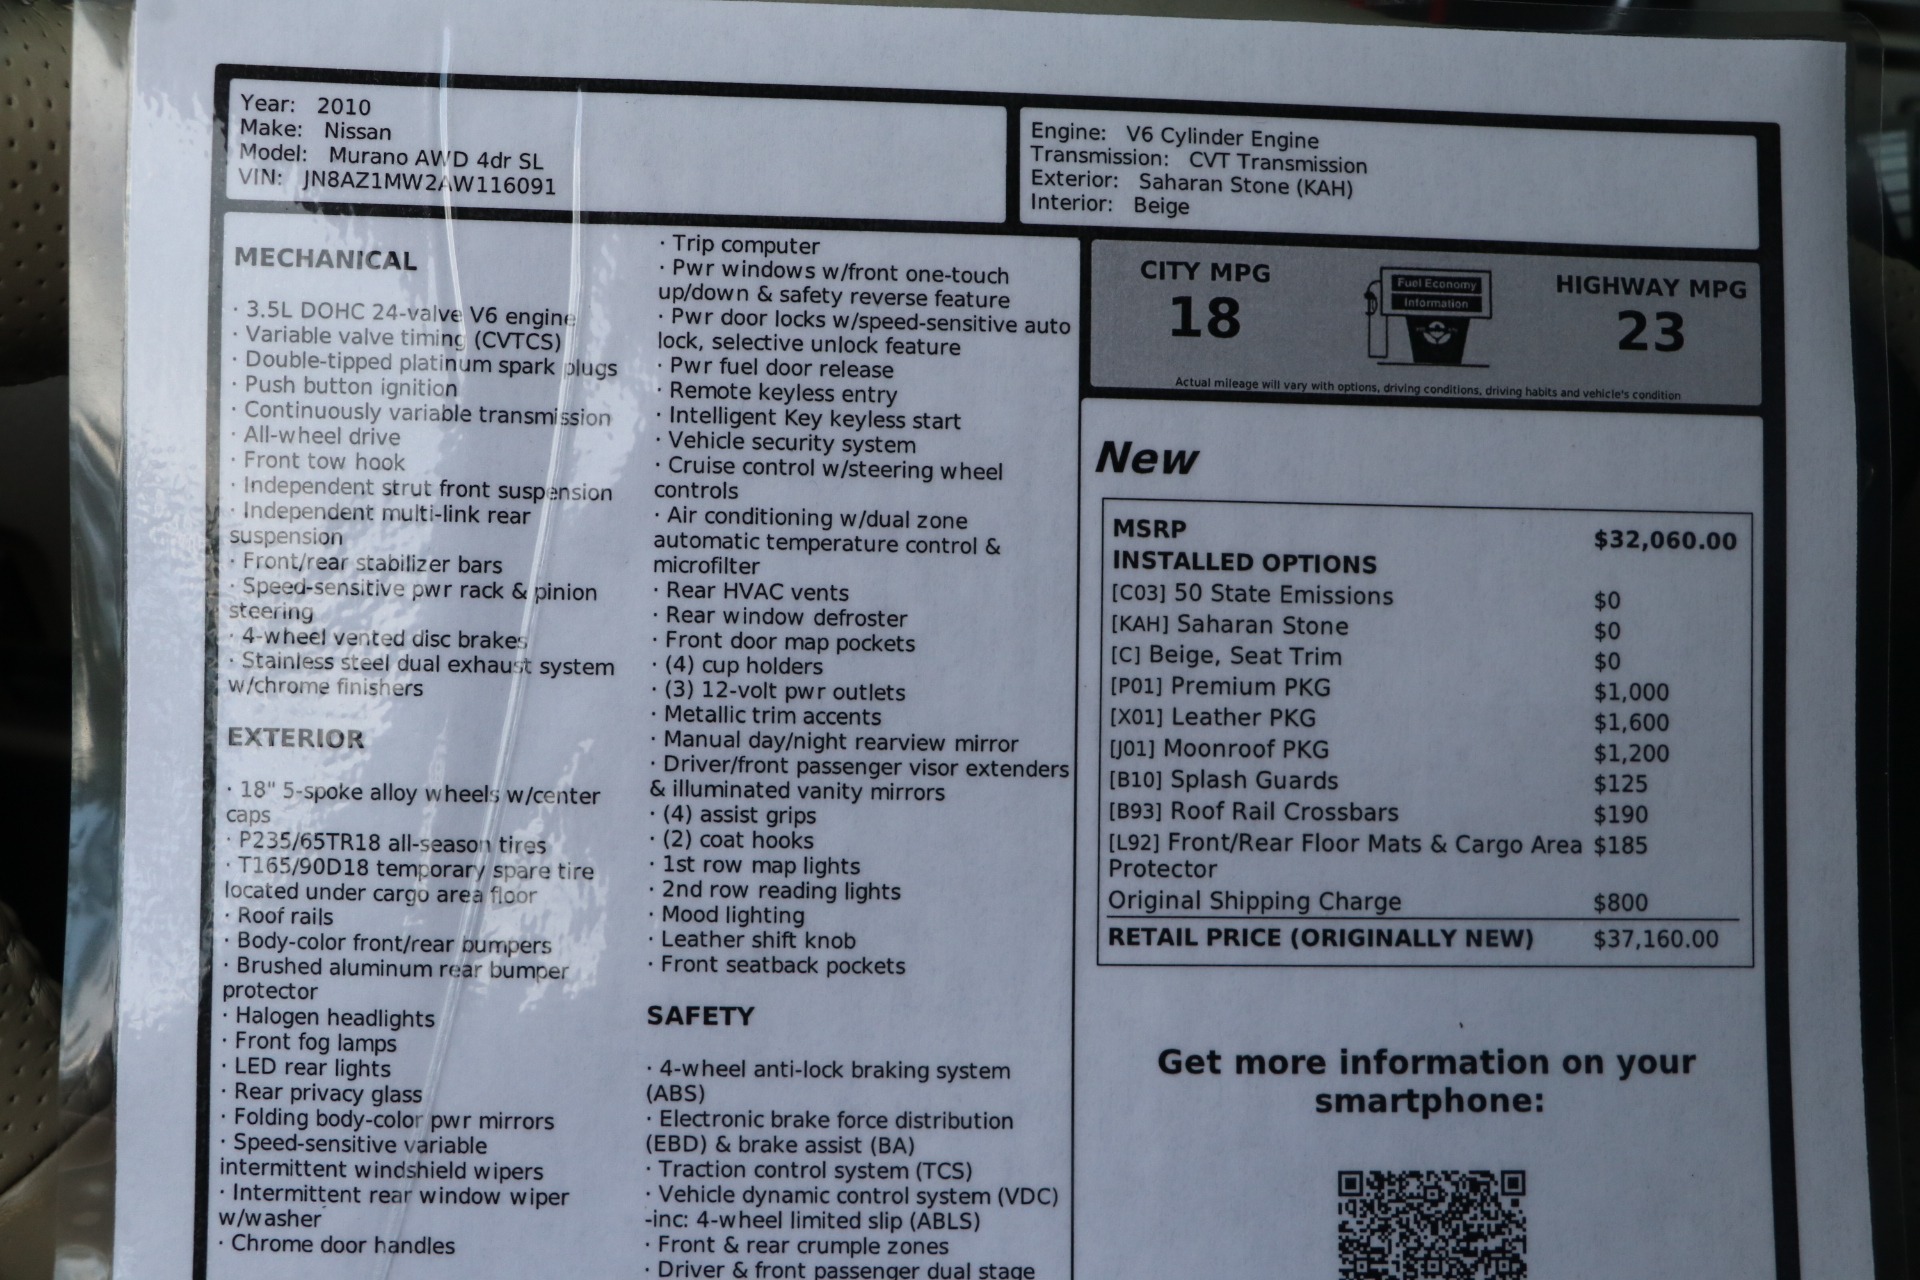 Year: 2010
Make: Nissan
Model: Murano AWD 4dr SL
VIN: JN8AZ1MW2AW116091
Engine: V6 Cylinder Engine
Transmission: CVT Transmission
Exterior: Saharan Stone (KAH)
Interior: Beige
MECHANICAL
· 3.5L DOHC 24-valve V6 engine
· Variable valve timing (CVTCS)
· Double-tipped platinum spark plugs
· Push button ignition
· Continuously variable transmission
· All-wheel drive
· Front tow hook
· Independent strut front suspension
· Independent multi-link rear
suspension
· Front/rear stabilizer bars
· Speed-sensitive pwr rack & pinion
steering
· 4-wheel vented disc brakes
· Stainless steel dual exhaust system
w/chrome finishers
EXTERIOR
· 18" 5-spoke alloy wheels w/center
caps
· P235/65TR18 all-season tires
· T165/90D18 temporary spare tire
located under cargo area floor
· Roof rails
· Body-color front/rear bumpers
· Brushed aluminum rear bumper
protector
· Halogen headlights
· Front fog lamps
· LED rear lights
· Rear privacy glass
· Folding body-color pwr mirrors
· Speed-sensitive variable
intermittent windshield wipers
· Intermittent rear window wiper
w/washer
· Chrome door handles
· Trip computer
· Pwr windows w/front one-touch
up/down & safety reverse feature
· Pwr door locks w/speed-sensitive auto
lock, selective unlock feature
· Pwr fuel door release
· Remote keyless entry
· Intelligent Key keyless start
· Vehicle security system
· Cruise control w/steering wheel
controls
· Air conditioning w/dual zone
automatic temperature control &
microfilter
· Rear HVAC vents
· Rear window defroster
· Front door map pockets
· (4) cup holders
· (3) 12-volt pwr outlets
· Metallic trim accents
· Manual day/night rearview mirror
· Driver/front passenger visor extenders
& illuminated vanity mirrors
· (4) assist grips
· (2) coat hooks
· 1st row map lights
· 2nd row reading lights
· Mood lighting
· Leather shift knob
· Front seatback pockets
SAFETY
· 4-wheel anti-lock braking system
(ABS)
· Electronic brake force distribution
(EBD) & brake assist (BA)
· Traction control system (TCS)
· Vehicle dynamic control system (VDC)
-inc: 4-wheel limited slip (ABLS)
· Front & rear crumple zones
· Driver & front passenger dual stage
CITY MPG
18
Fuel Economy
Information
HIGHWAY MPG
23
Actual mileage will vary with options, driving conditions, driving habits and vehicle's condition
New
MSRP $32,060.00
INSTALLED OPTIONS
[C03] 50 State Emissions $0
[KAH] Saharan Stone $0
[C] Beige, Seat Trim $0
[P01] Premium PKG $1,000
[X01] Leather PKG $1,600
[J01] Moonroof PKG $1,200
[B10] Splash Guards $125
[B93] Roof Rail Crossbars $190
[L92] Front/Rear Floor Mats & Cargo Area $185
Protector
Original Shipping Charge $800
RETAIL PRICE (ORIGINALLY NEW) $37,160.00
Get more information on your
smartphone: